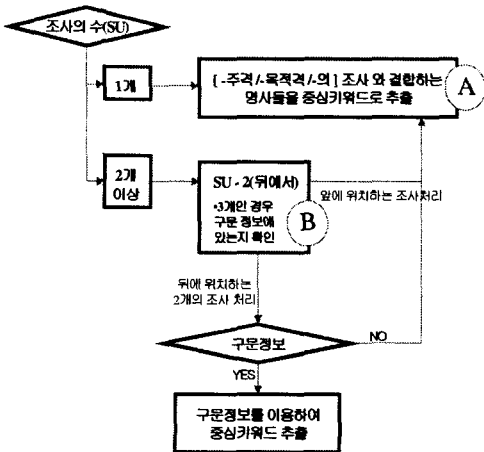 조사의 수(SU)
1개
[ -주격 /-목적격 /-의 ] 조사 와 결합하는
명사들을 중심키워드로 추출
A
2개
이상
SU - 2(뒤에서)
•3개인 경우
구문 정보에
있는지 확인
B
앞에 위치하는 조사처리
뒤에 위치하는
2개의 조사 처리
구문정보
NO
YES
구문정보를 이용하여
중심키워드 추출